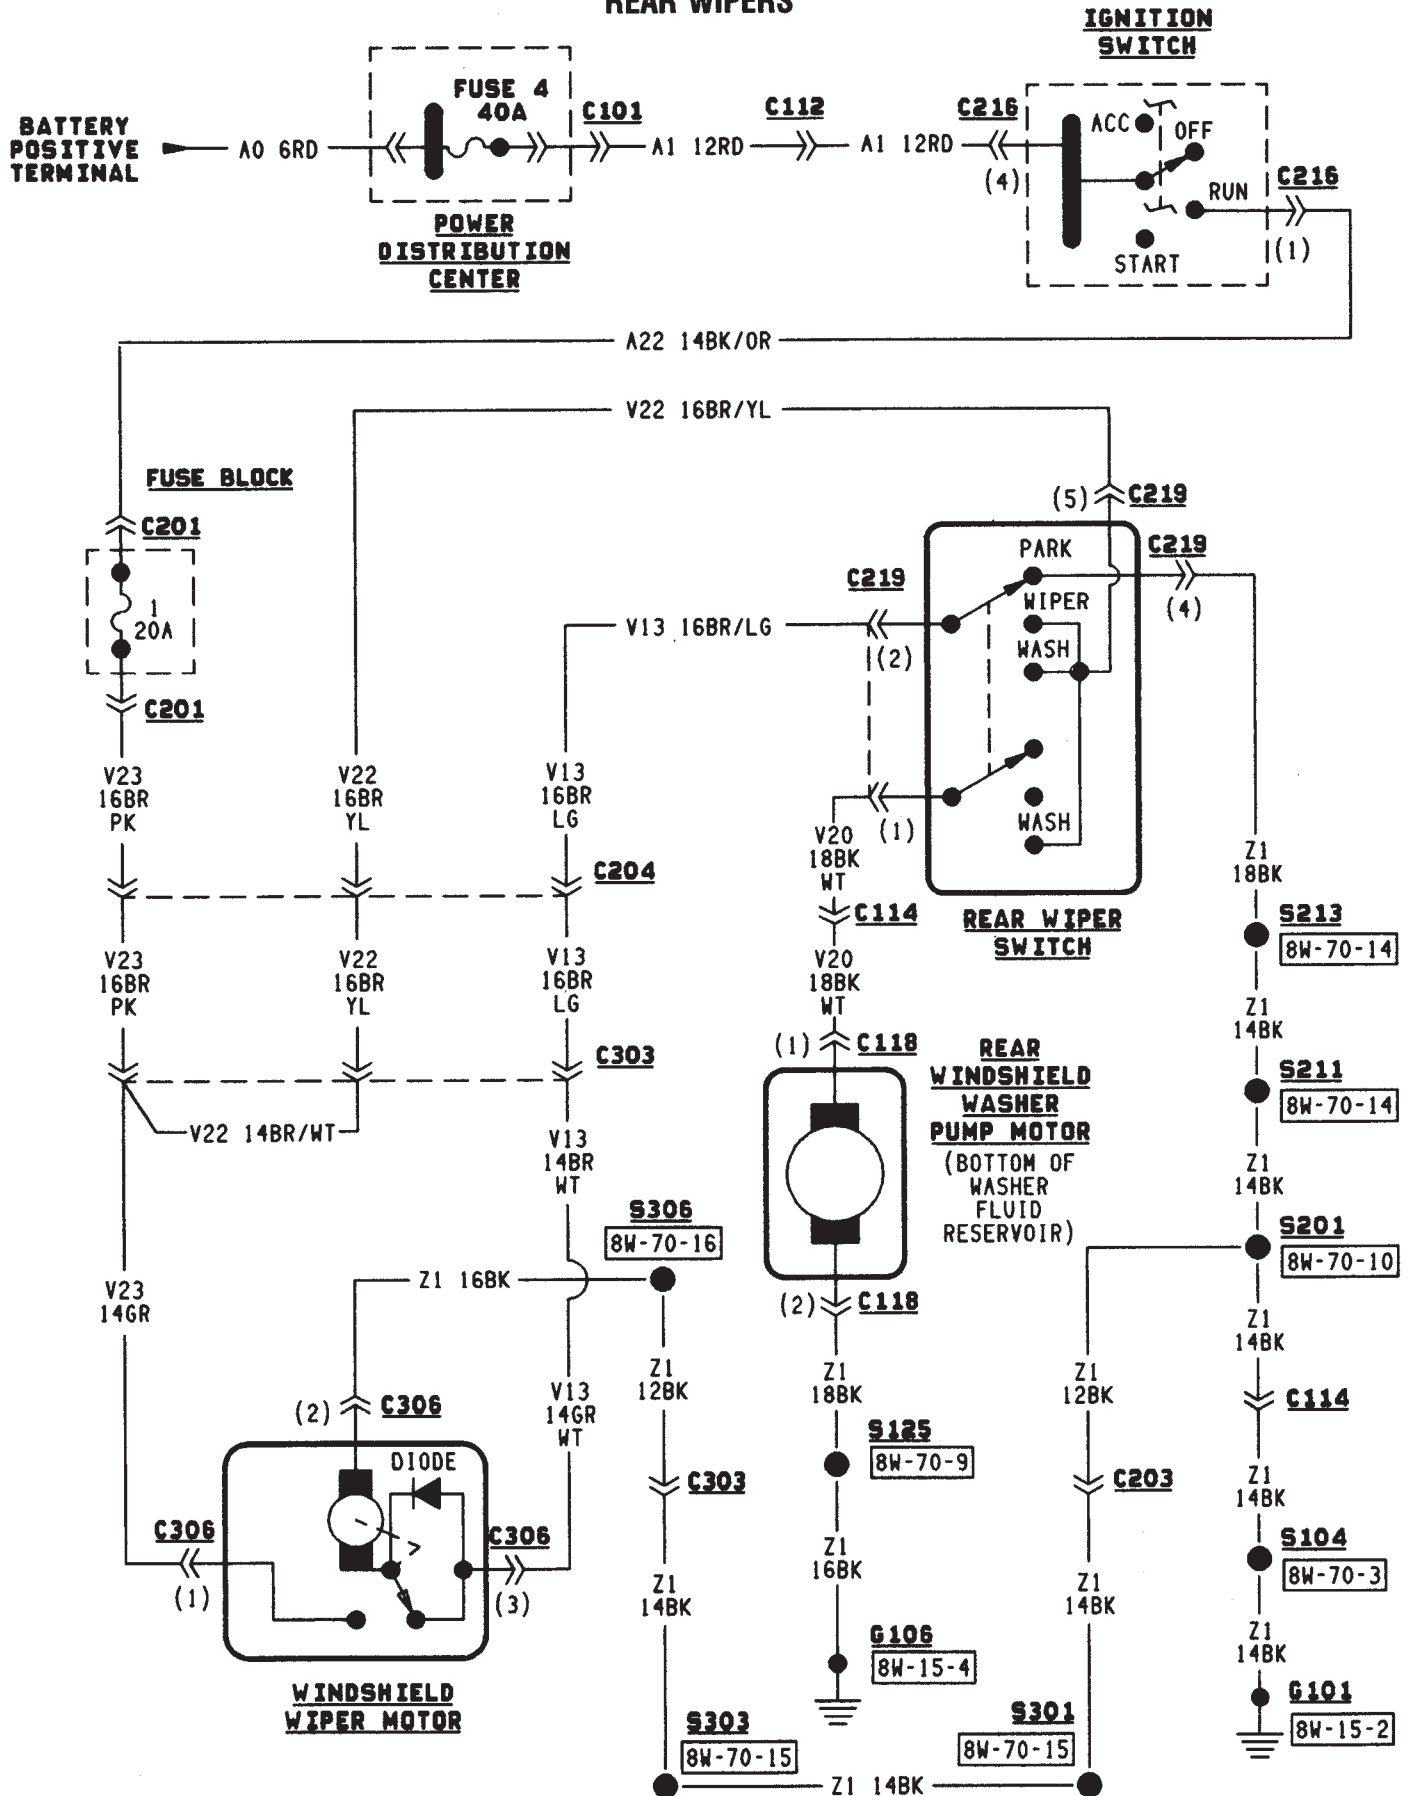 REAR WIPERS
IGNITION
SWITCH
FUSE 4
40A
C101
C112
C216
ACC
OFF
BATTERY
POSITIVE
TERMINAL
A0 6RD
A1 12RD
A1 12RD
(4)
RUN
C216
(1)
START
POWER
DISTRIBUTION
CENTER
A22 14BK/OR
V22 16BR/YL
FUSE BLOCK
(5)
C219
C201
PARK
C219
C219
(4)
1
20A
WIPER
V13 16BR/LG
(2)
WASH
C201
V23
16BR
PK
V22
16BR
YL
V13
16BR
LG
(1)
WASH
V20
18BK
WT
Z1
18BK
C204
C114
REAR WIPER
SWITCH
S213
8W-70-14
V23
16BR
PK
V22
16BR
YL
V13
16BR
LG
V20
18BK
WT
Z1
14BK
C303
(1)
C118
REAR
WINDSHIELD
WASHER
PUMP MOTOR
(BOTTOM OF
WASHER
FLUID
RESERVOIR)
S211
8W-70-14
V22 14BR/WT
V13
14BR
WT
Z1
14BK
S306
8W-70-16
S201
8W-70-10
Z1 16BK
V23
14GR
(2)
C118
Z1
14BK
Z1
12BK
Z1
18BK
Z1
12BK
V13
14GR
WT
(2)
C306
C114
S125
8W-70-9
DIODE
C303
C203
Z1
14BK
C306
(1)
C306
(3)
S104
8W-70-3
Z1
16BK
Z1
14BK
Z1
14BK
G106
8W-15-4
Z1
14BK
WINDSHIELD
WIPER MOTOR
G101
8W-15-2
S303
8W-70-15
S301
8W-70-15
Z1 14BK